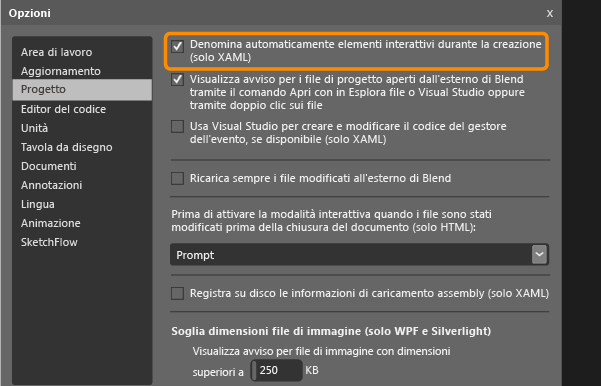 Opzioni
x
Area di lavoro
Aggiornamento
Progetto
Editor del codice
Unità
Tavola da disegno
Documenti
Annotazioni
Lingua
Animazione
SketchFlow
Denomina automaticamente elementi interattivi durante la creazione
(solo XAML)
Visualizza avviso per i file di progetto aperti dall'esterno di Blend
tramite il comando Apri con in Esplora file o Visual Studio oppure
tramite doppio clic sui file
Usa Visual Studio per creare e modificare il codice del gestore
dell'evento, se disponibile (solo XAML)
Ricarica sempre i file modificati all'esterno di Blend
Prima di attivare la modalità interattiva quando i file sono stati
modificati prima della chiusura del documento (solo HTML):
Prompt
Registra su disco le informazioni di caricamento assembly (solo XAML)
Soglia dimensioni file di immagine (solo WPF e Silverlight)
Visualizza avviso per file di immagine con dimensioni
superiori a 250 KB